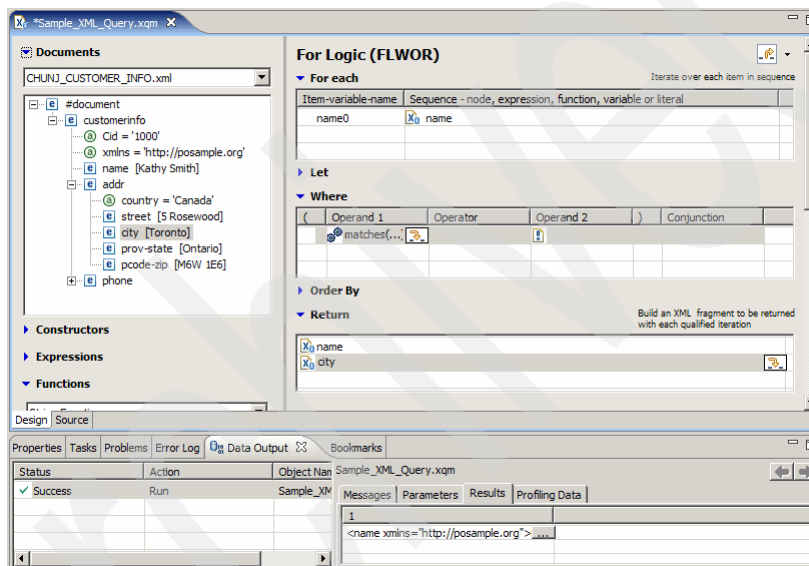 *Sample_XML_Query.xqm
Documents
CHUNJ_CUSTOMER_INFO.xml
#document
customerinfo
Cid = '1000'
xmlns = 'http://posample.org'
name [Kathy Smith]
addr
country = 'Canada'
street [5 Rosewood]
city [Toronto]
prov-state [Ontario]
pcode-zip [M6W 1E6]
phone
Constructors
Expressions
Functions
Design Source
For Logic (FLWOR)
For each
Iterate over each item in sequence
Item-variable-name Sequence - node, expression, function, variable or literal
name0 name
Let
Where
( Operand 1 Operator Operand 2 ) Conjunction
matches(...)
Order By
Return
Build an XML fragment to be returned
with each qualified iteration
name
city
Properties Tasks Problems Error Log Data Output Bookmarks
Status Action Object Nam
Success Run Sample_XM
Sample_XML_Query.xqm
Messages Parameters Results Profiling Data
1
<name xmlns="http://posample.org"> ...